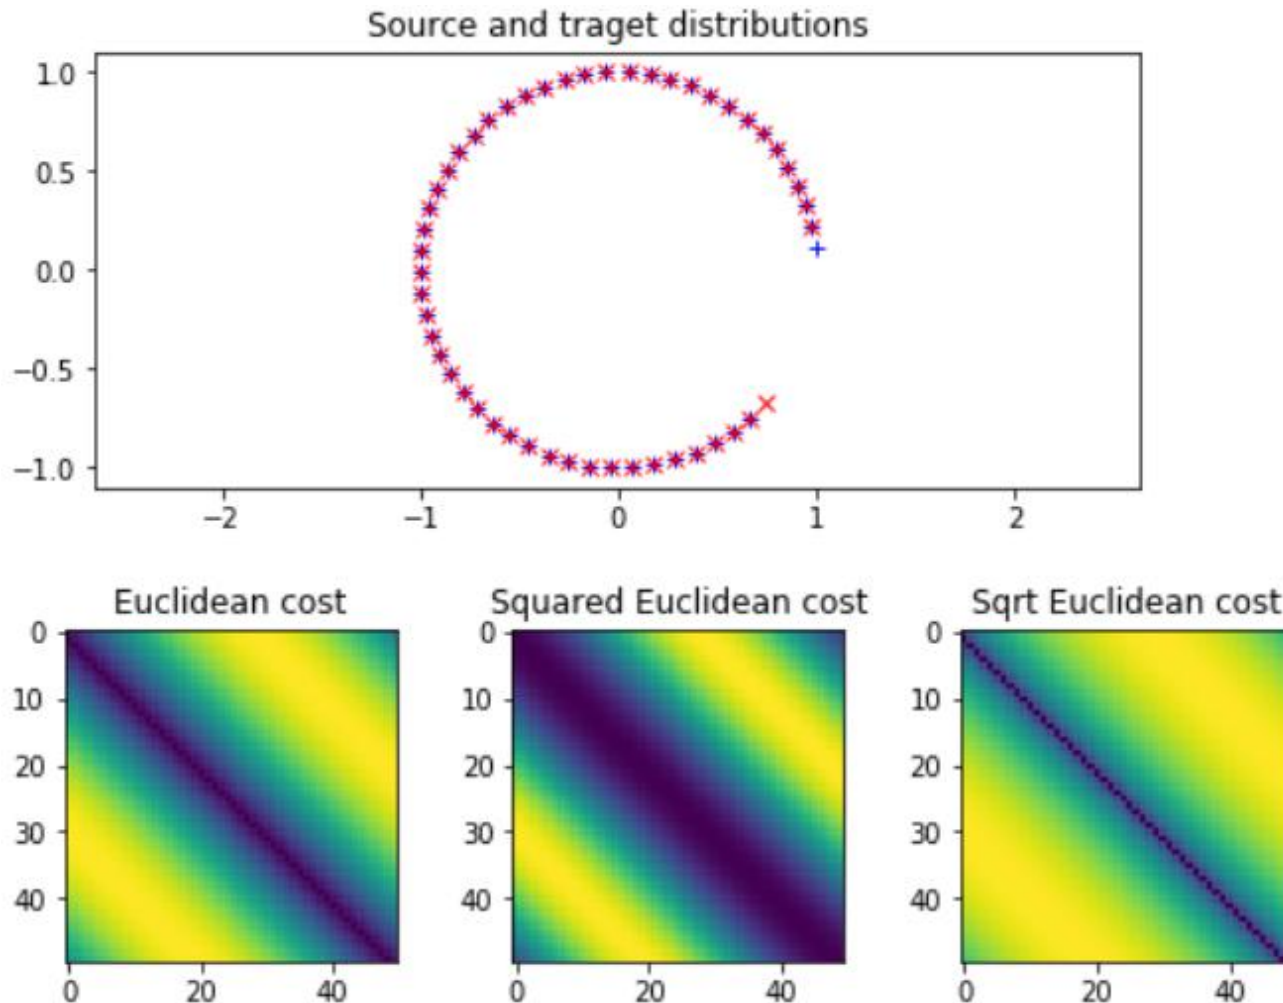 Source and traget distributions
1.0
0.5
0.0
−0.5
−1.0
−2 −1 0 1 2
Euclidean cost Squared Euclidean cost Sqrt Euclidean cost
0 0 0
10 10 10
20 20 20
30 30 30
40 40 40
0 20 40 0 20 40 0 20 40